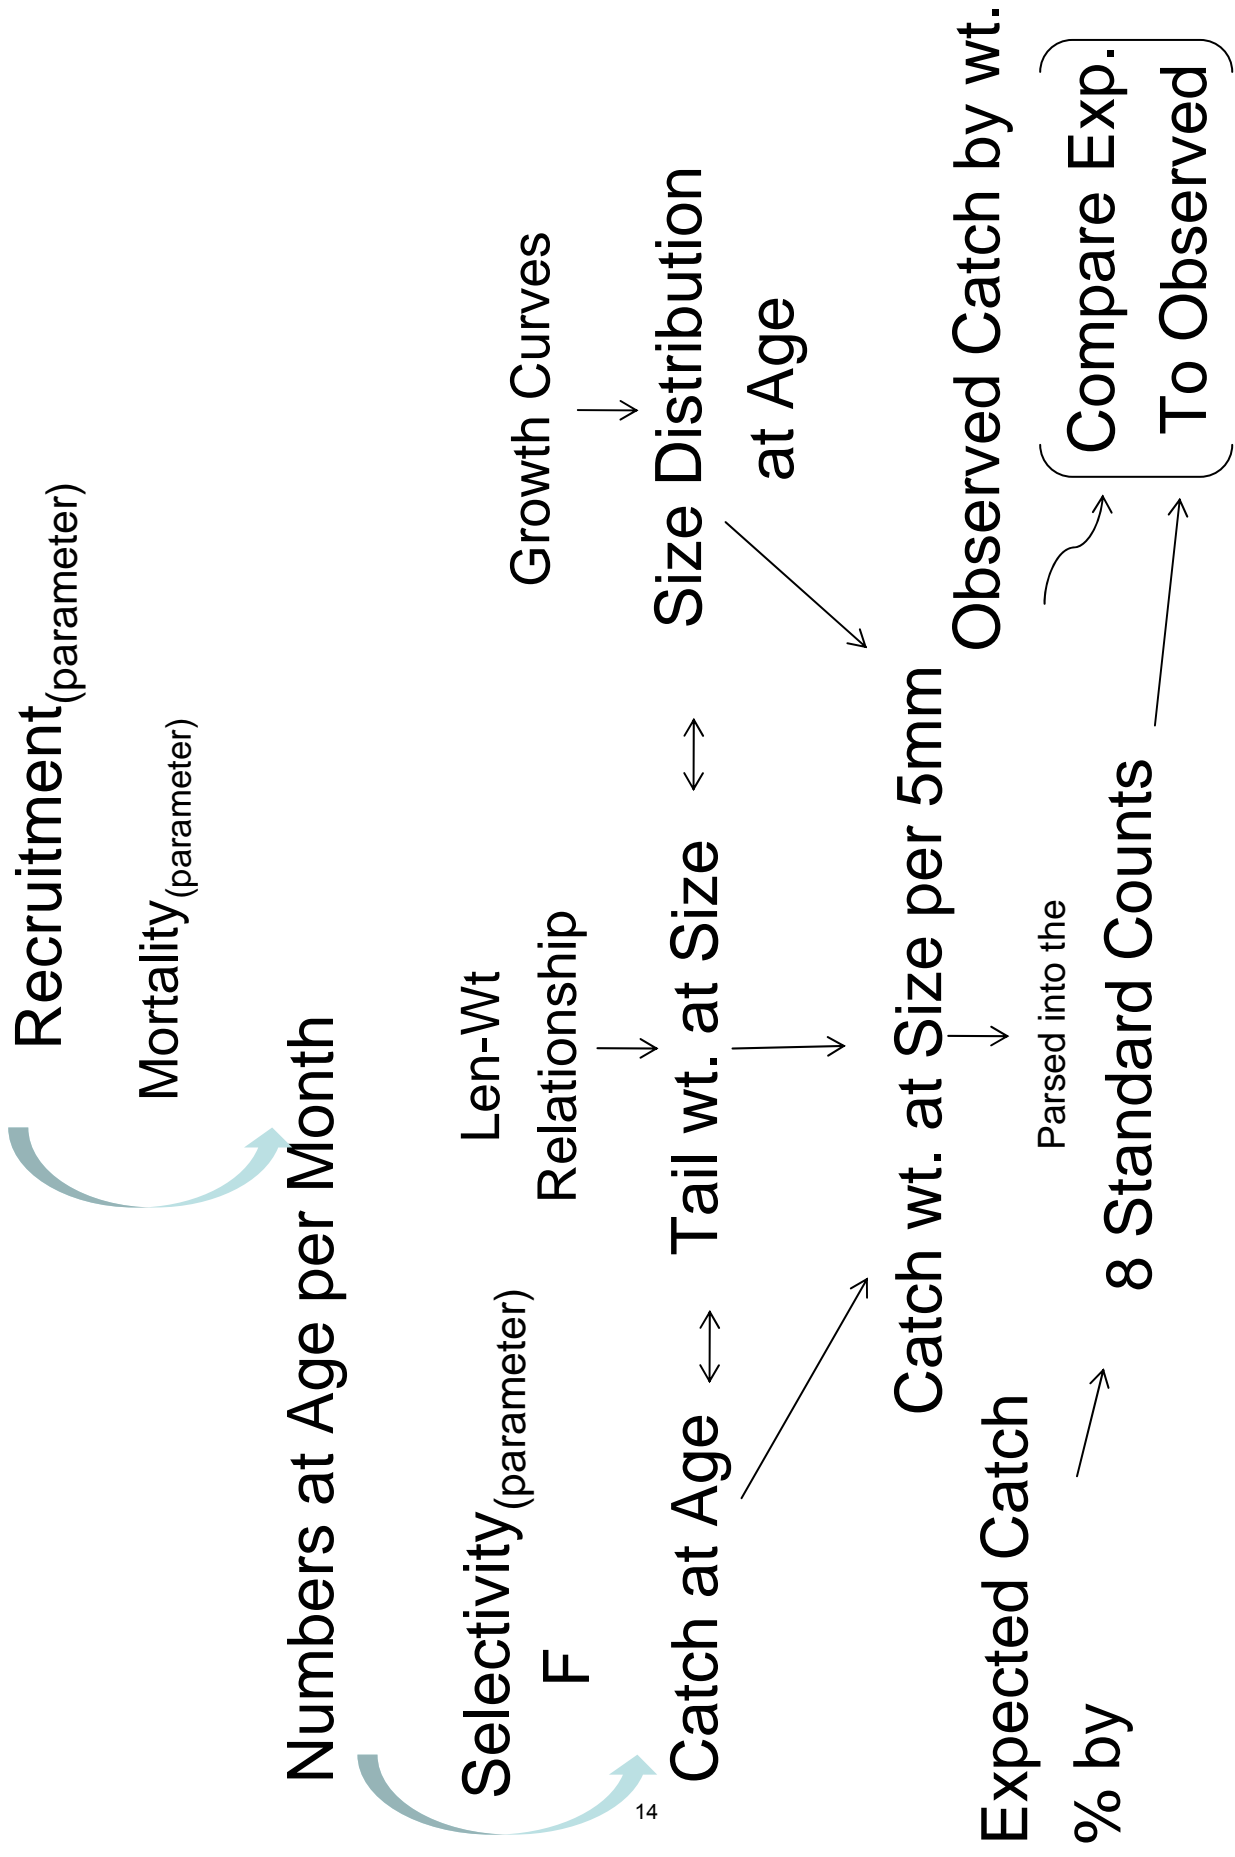 Recruitment(parameter)
Mortality(parameter)
Numbers at Age per Month
Selectivity(parameter)
F
Len-Wt
Relationship
Growth Curves
Catch at Age
Tail wt. at Size
Size Distribution
at Age
Catch wt. at Size per 5mm
Observed Catch by wt.
Expected Catch
% by
Parsed into the
8 Standard Counts
Compare Exp.
To Observed
14